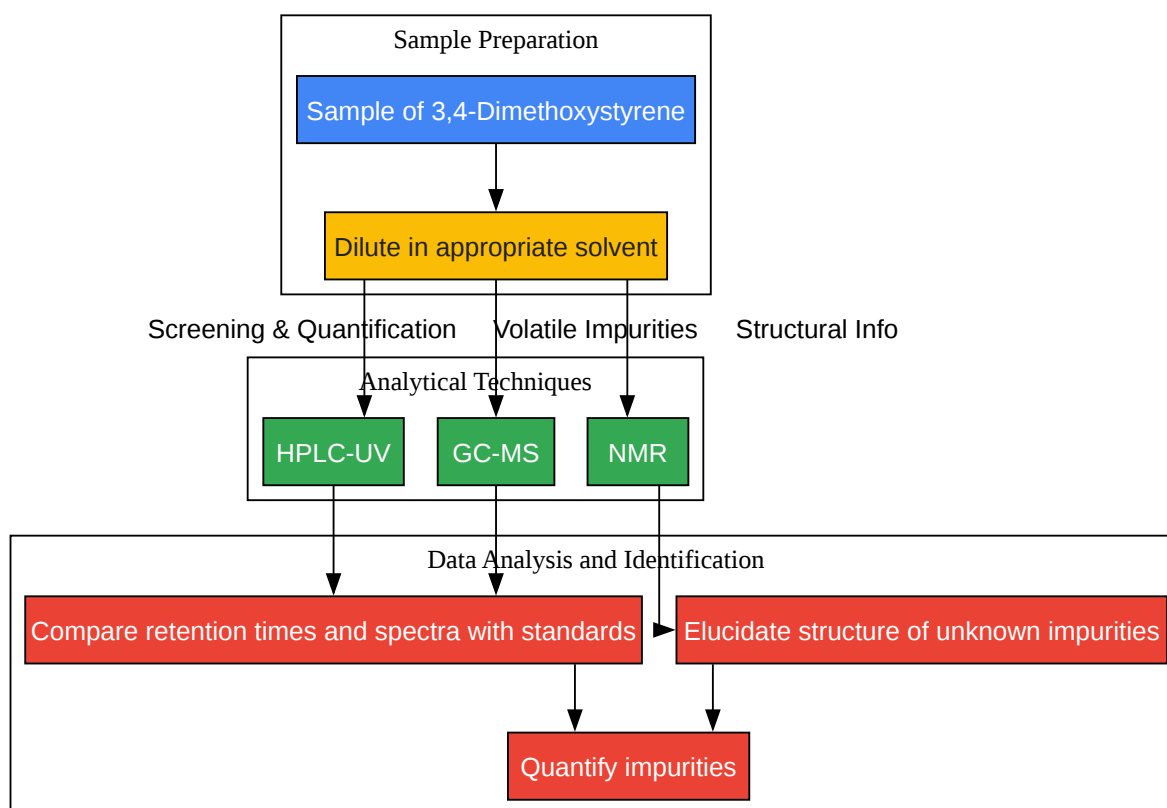 Sample Preparation
Sample of 3,4-Dimethoxystyrene
Dilute in appropriate solvent
Screening & Quantification
Volatile Impurities
Structural Info
Analytical Techniques
HPLC-UV
GC-MS
NMR
Data Analysis and Identification
Compare retention times and spectra with standards
Elucidate structure of unknown impurities
Quantify impurities